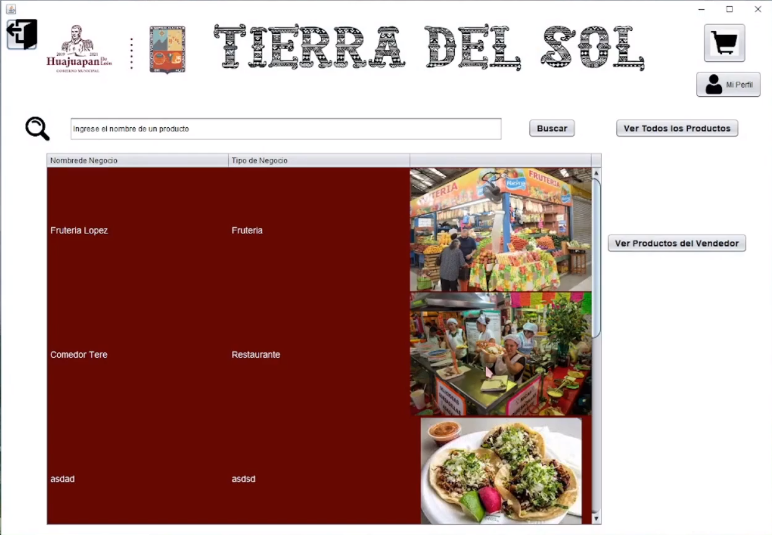 TIERRA DEL SOL
2019 2021
Huajuapan De León
GOBIERNO MUNICIPAL
Mi Perfil
Ingrese el nombre de un producto
Buscar
Ver Todos los Productos
Nombrede Negocio
Tipo de Negocio
Fruteria Lopez
Fruteria
FRUTERIA
Ver Productos del Vendedor
Comedor Tere
Restaurante
asdad
asdsd